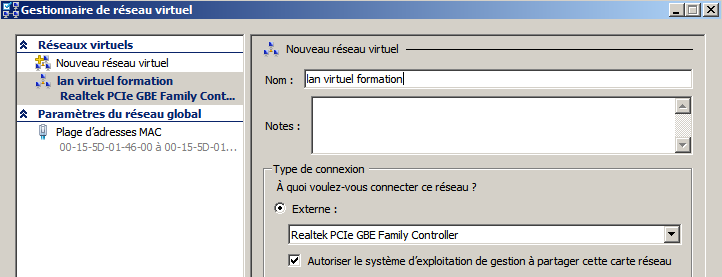 Gestionnaire de réseau virtuel
Réseaux virtuels
Nouveau réseau virtuel
lan virtuel formation
Realtek PCIe GBE Family Cont...
Paramètres du réseau global
Plage d'adresses MAC
00-15-5D-01-46-00 à 00-15-5D-01...
Nouveau réseau virtuel
Nom : lan virtuel formation
Notes :
Type de connexion
À quoi voulez-vous connecter ce réseau ?
Externe :
Realtek PCIe GBE Family Controller
Autoriser le système d'exploitation de gestion à partager cette carte réseau